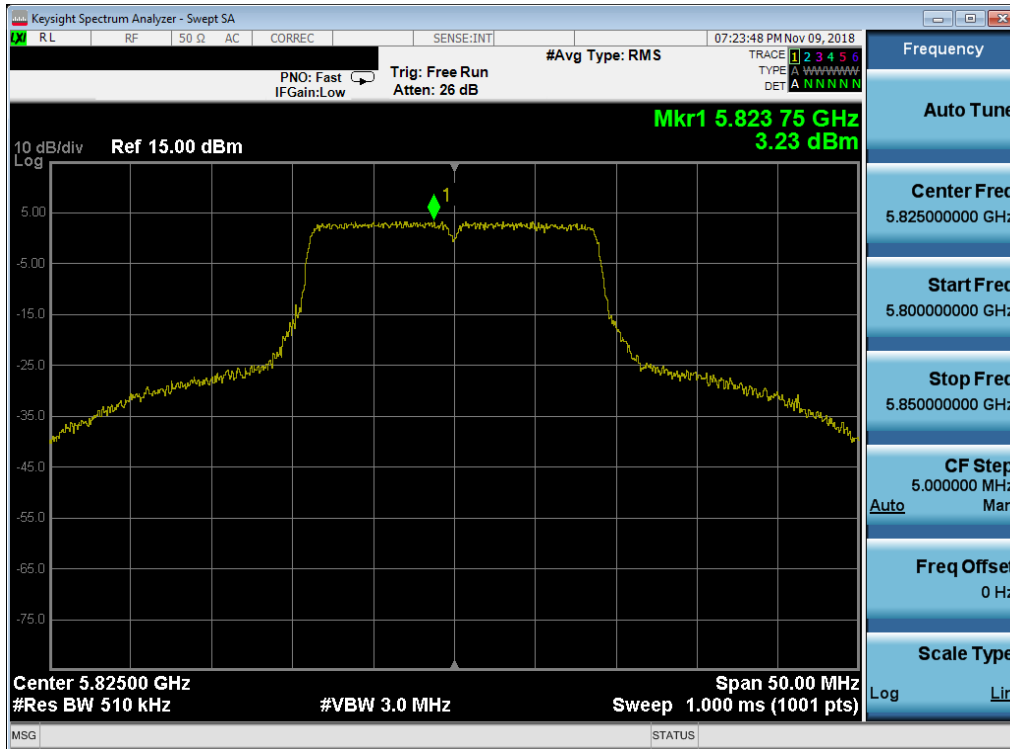 Keysight Spectrum Analyzer - Swept SA
LXI RL RF 50 Ω AC CORREC SENSE:INT 07:23:48 PM Nov 09, 2018
#Avg Type: RMS
TRACE 1 2 3 4 5 6
PNO: Fast Trig: Free Run TYPE A WWWWW
IFGain:Low Atten: 26 dB DET A N N N N N
Mkr1 5.823 75 GHz
3.23 dBm
10 dB/div Ref 15.00 dBm
Log
1
5.00
-5.00
-15.0
-25.0
-35.0
-45.0
-55.0
-65.0
-75.0
Center 5.82500 GHz Span 50.00 MHz
#Res BW 510 kHz #VBW 3.0 MHz Sweep 1.000 ms (1001 pts)
MSG STATUS
Frequency
Auto Tune
Center Freq
5.825000000 GHz
Start Freq
5.800000000 GHz
Stop Freq
5.850000000 GHz
CF Step
5.000000 MHz
Auto Man
Freq Offset
0 Hz
Scale Type
Log Lin